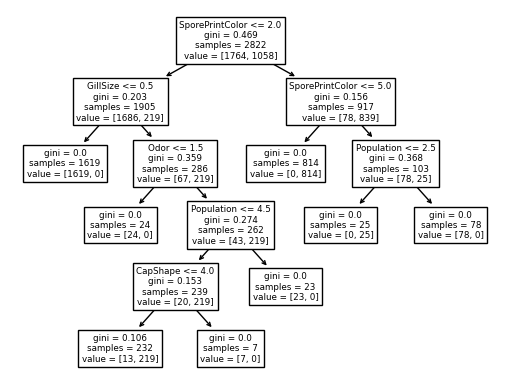 SporePrintColor <= 2.0
gini = 0.469
samples = 2822
value = [1764, 1058]
GillSize <= 0.5
gini = 0.203
samples = 1905
value = [1686, 219]
SporePrintColor <= 5.0
gini = 0.156
samples = 917
value = [78, 839]
gini = 0.0
samples = 1619
value = [1619, 0]
Odor <= 1.5
gini = 0.359
samples = 286
value = [67, 219]
gini = 0.0
samples = 814
value = [0, 814]
Population <= 2.5
gini = 0.368
samples = 103
value = [78, 25]
gini = 0.0
samples = 24
value = [24, 0]
Population <= 4.5
gini = 0.274
samples = 262
value = [43, 219]
gini = 0.0
samples = 25
value = [0, 25]
gini = 0.0
samples = 78
value = [78, 0]
CapShape <= 4.0
gini = 0.153
samples = 239
value = [20, 219]
gini = 0.0
samples = 23
value = [23, 0]
gini = 0.106
samples = 232
value = [13, 219]
gini = 0.0
samples = 7
value = [7, 0]